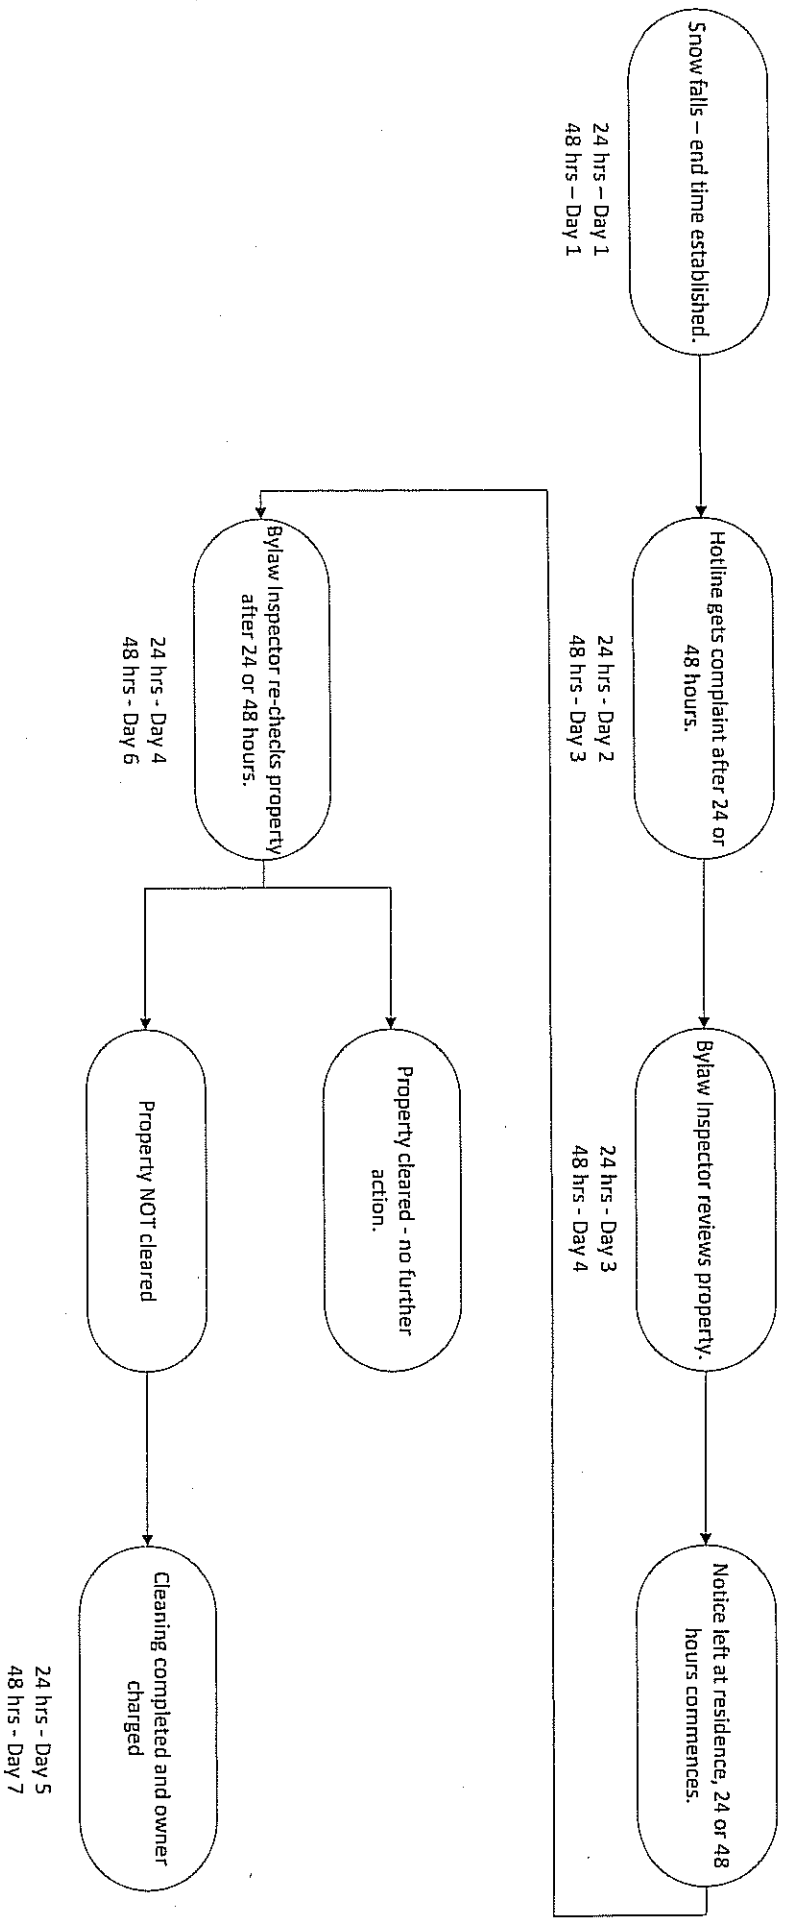 Snow falls – end time established.
24 hrs – Day 1
48 hrs – Day 1
Hotline gets complaint after 24 or
48 hours.
24 hrs - Day 2
48 hrs - Day 3
Bylaw Inspector reviews property.
24 hrs - Day 3
48 hrs - Day 4
Notice left at residence, 24 or 48
hours commences.
Bylaw Inspector re-checks property
after 24 or 48 hours.
24 hrs - Day 4
48 hrs - Day 6
Property cleared - no further
action.
Property NOT cleared
Cleaning completed and owner
charged
24 hrs - Day 5
48 hrs - Day 7